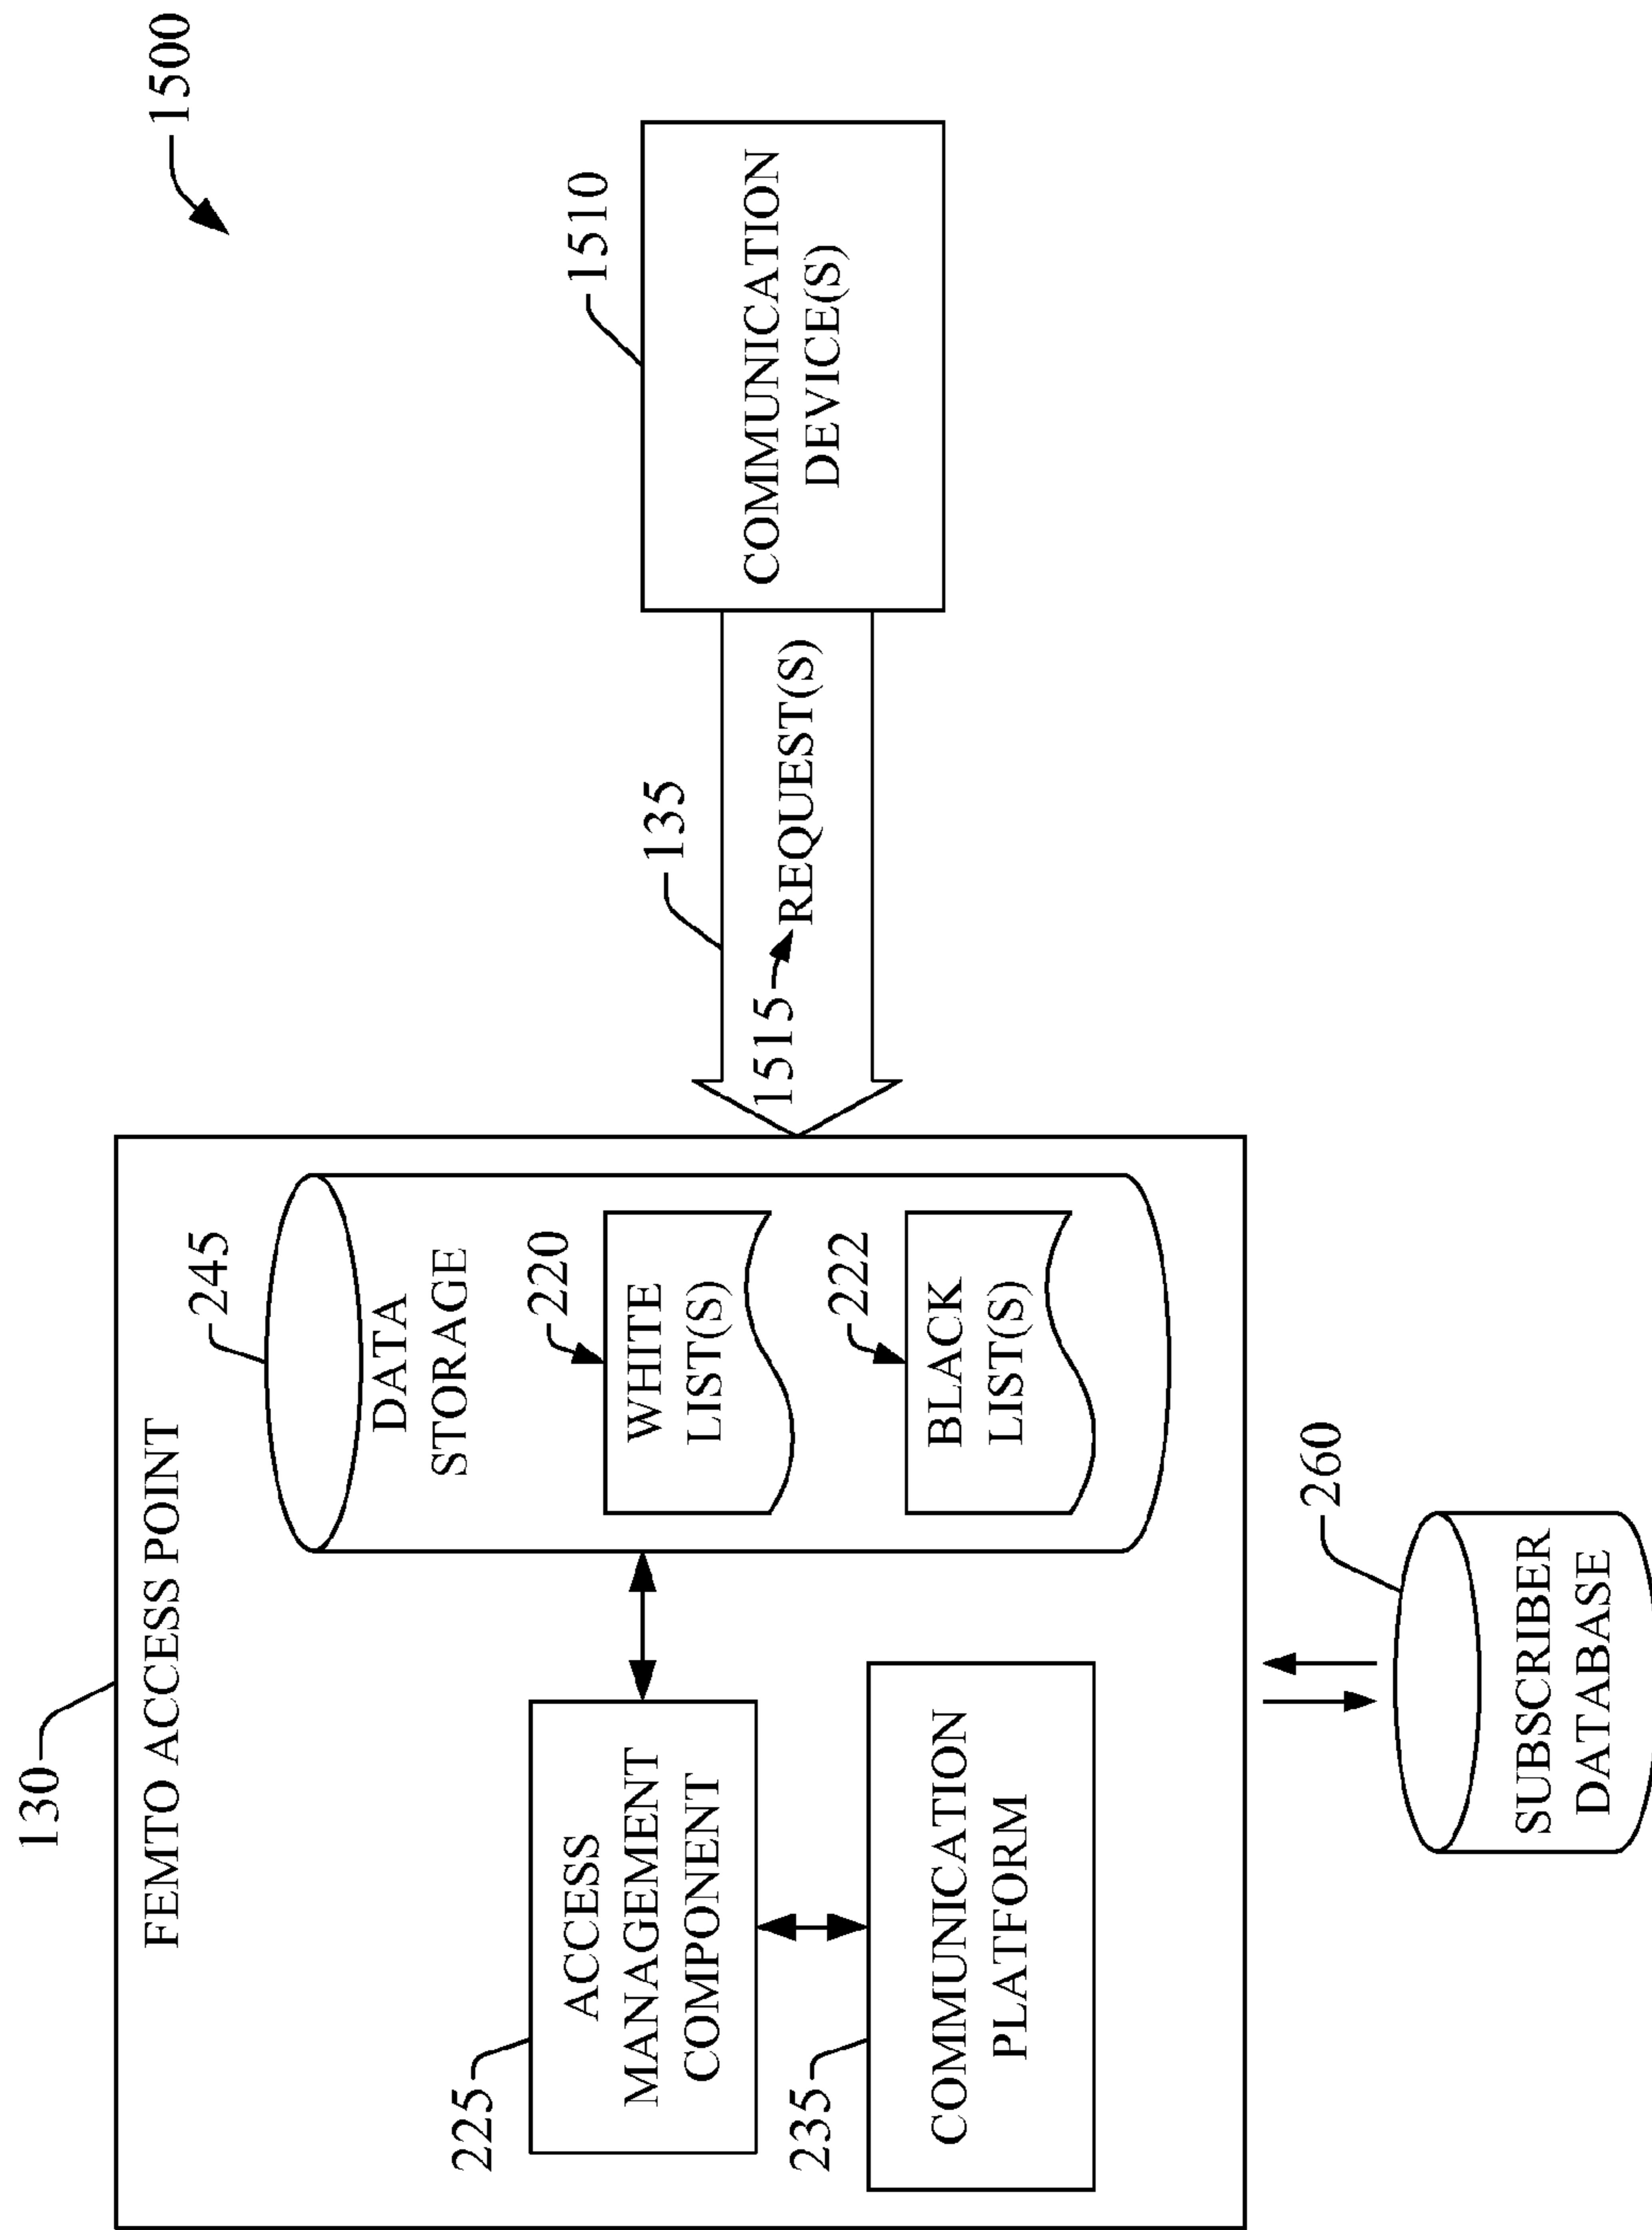 1500
130
FEMTO ACCESS POINT
245
DATA
STORAGE
225
ACCESS
MANAGEMENT
COMPONENT
220
WHITE
LIST(S)
135
1515 REQUEST(S)
1510
COMMUNICATION
DEVICE(S)
235
COMMUNICATION
PLATFORM
222
BLACK
LIST(S)
260
SUBSCRIBER
DATABASE